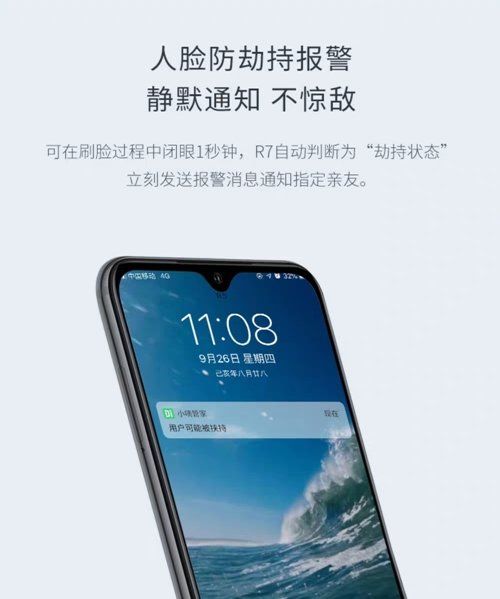 人脸防劫持报警
静默通知 不惊敌
可在刷脸过程中闭眼1秒钟，R7自动判断为“劫持状态”
立刻发送报警消息通知指定亲友。
中国移动 4G
32%
11:08
9月26日 星期四
己亥年八月廿八
小嘀管家
现在
用户可能被扶持